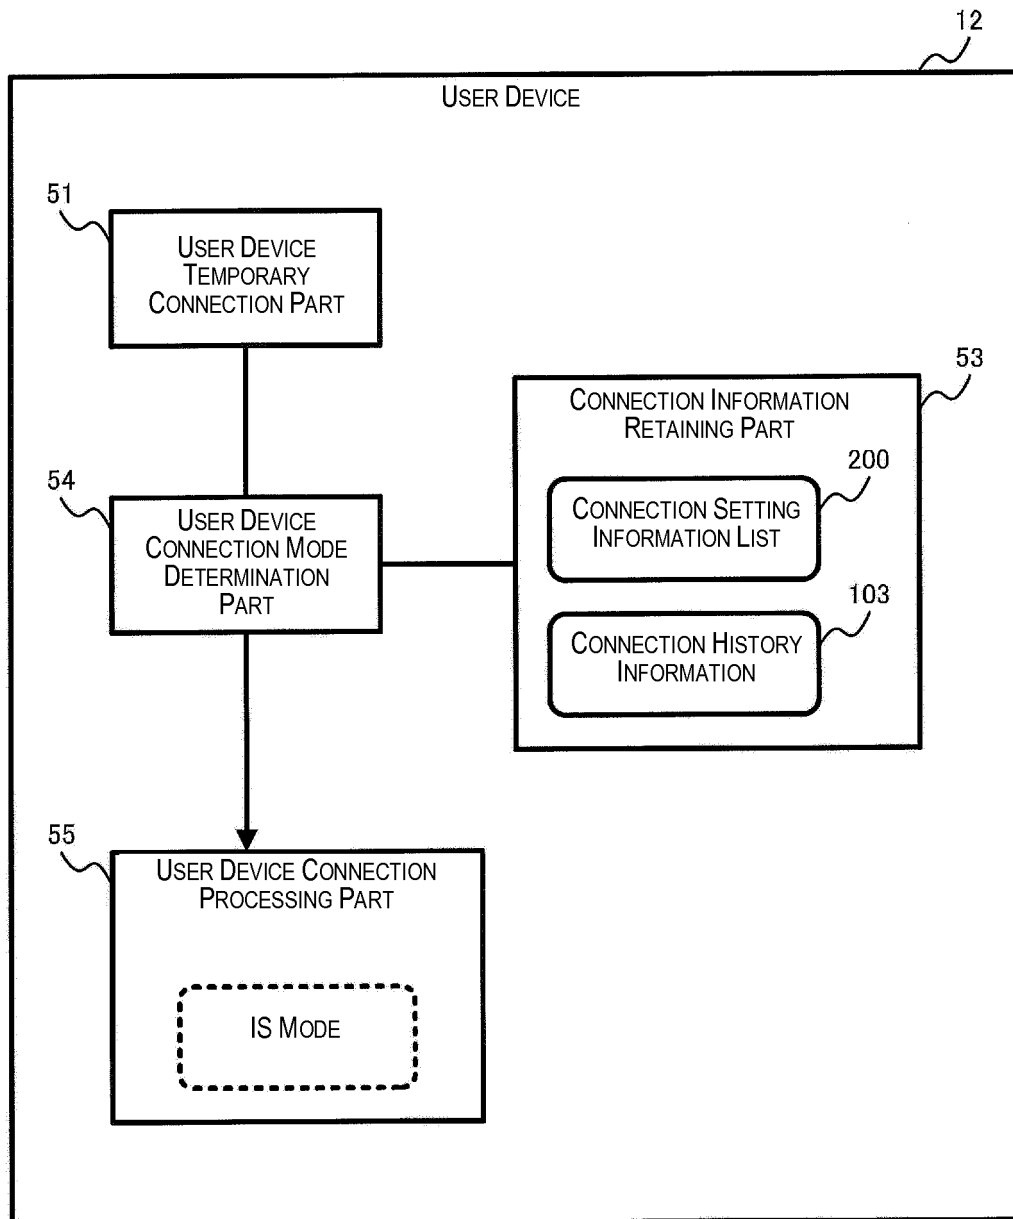 12
USER DEVICE
51
USER DEVICE
TEMPORARY
CONNECTION PART
53
CONNECTION INFORMATION
RETAINING PART
200
CONNECTION SETTING
INFORMATION LIST
54
USER DEVICE
CONNECTION MODE
DETERMINATION
PART
103
CONNECTION HISTORY
INFORMATION
55
USER DEVICE CONNECTION
PROCESSING PART
IS MODE